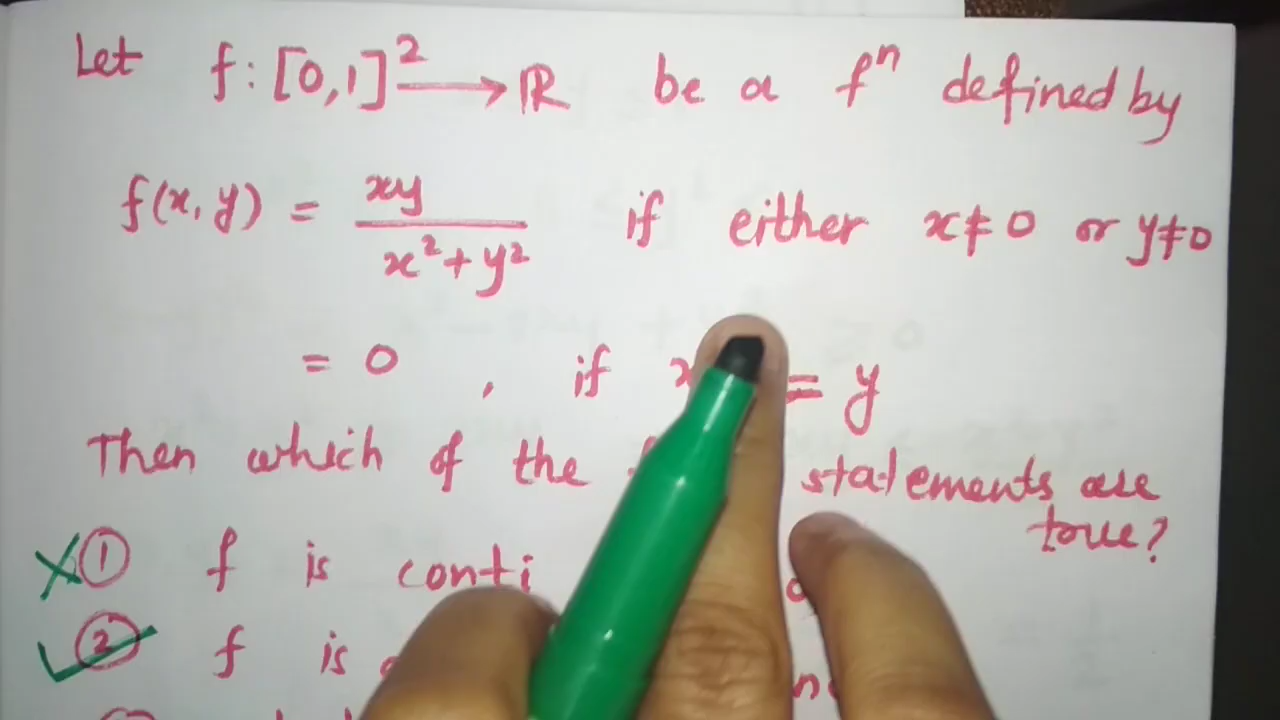 Let f : [0,1]² → ℝ be a fⁿ defined by
f(x, y) = xy / x² + y² if either x ≠ 0 or y ≠ 0
= 0 , if = y
Then which of the statements are
true?
① f is conti
② f is